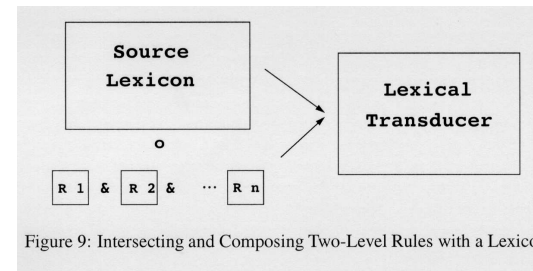 Source
Lexicon
Lexical
Transducer
o
R 1 & R 2 & ... R n
Figure 9: Intersecting and Composing Two-Level Rules with a